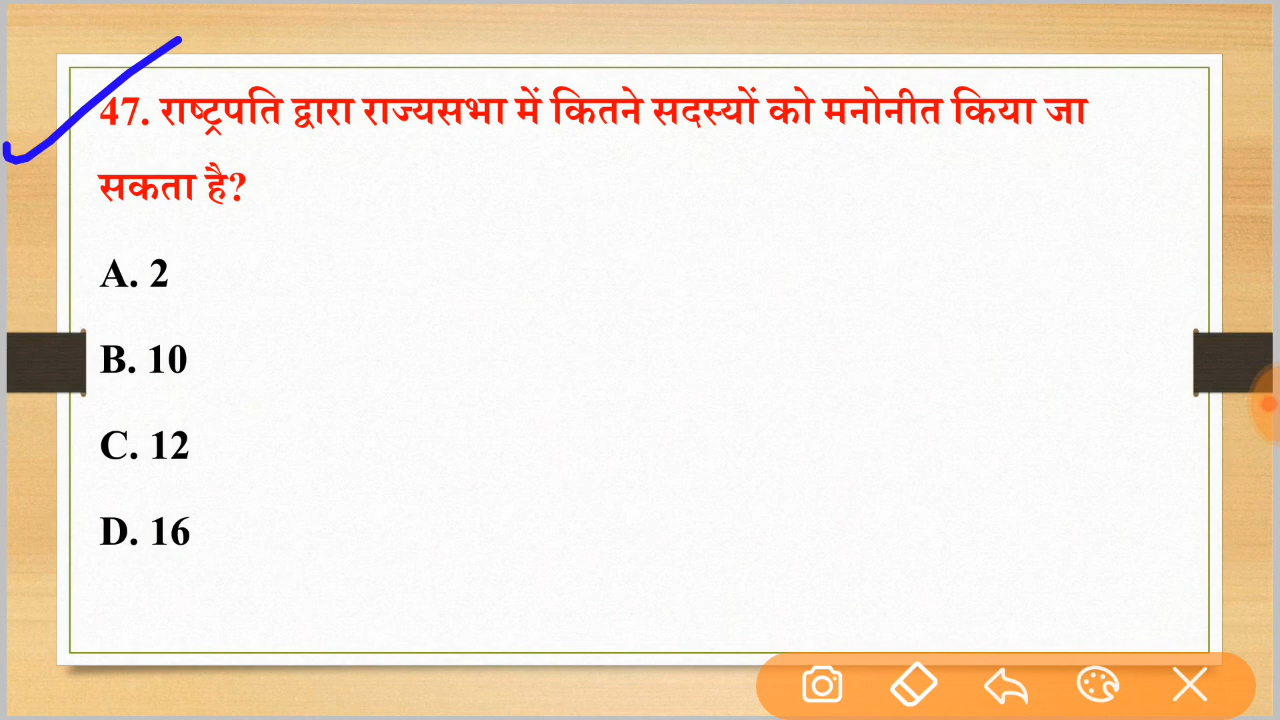 47. राष्ट्रपति द्वारा राज्यसभा में कितने सदस्यों को मनोनीत किया जा
सकता है?
A. 2
B. 10
C. 12
D. 16